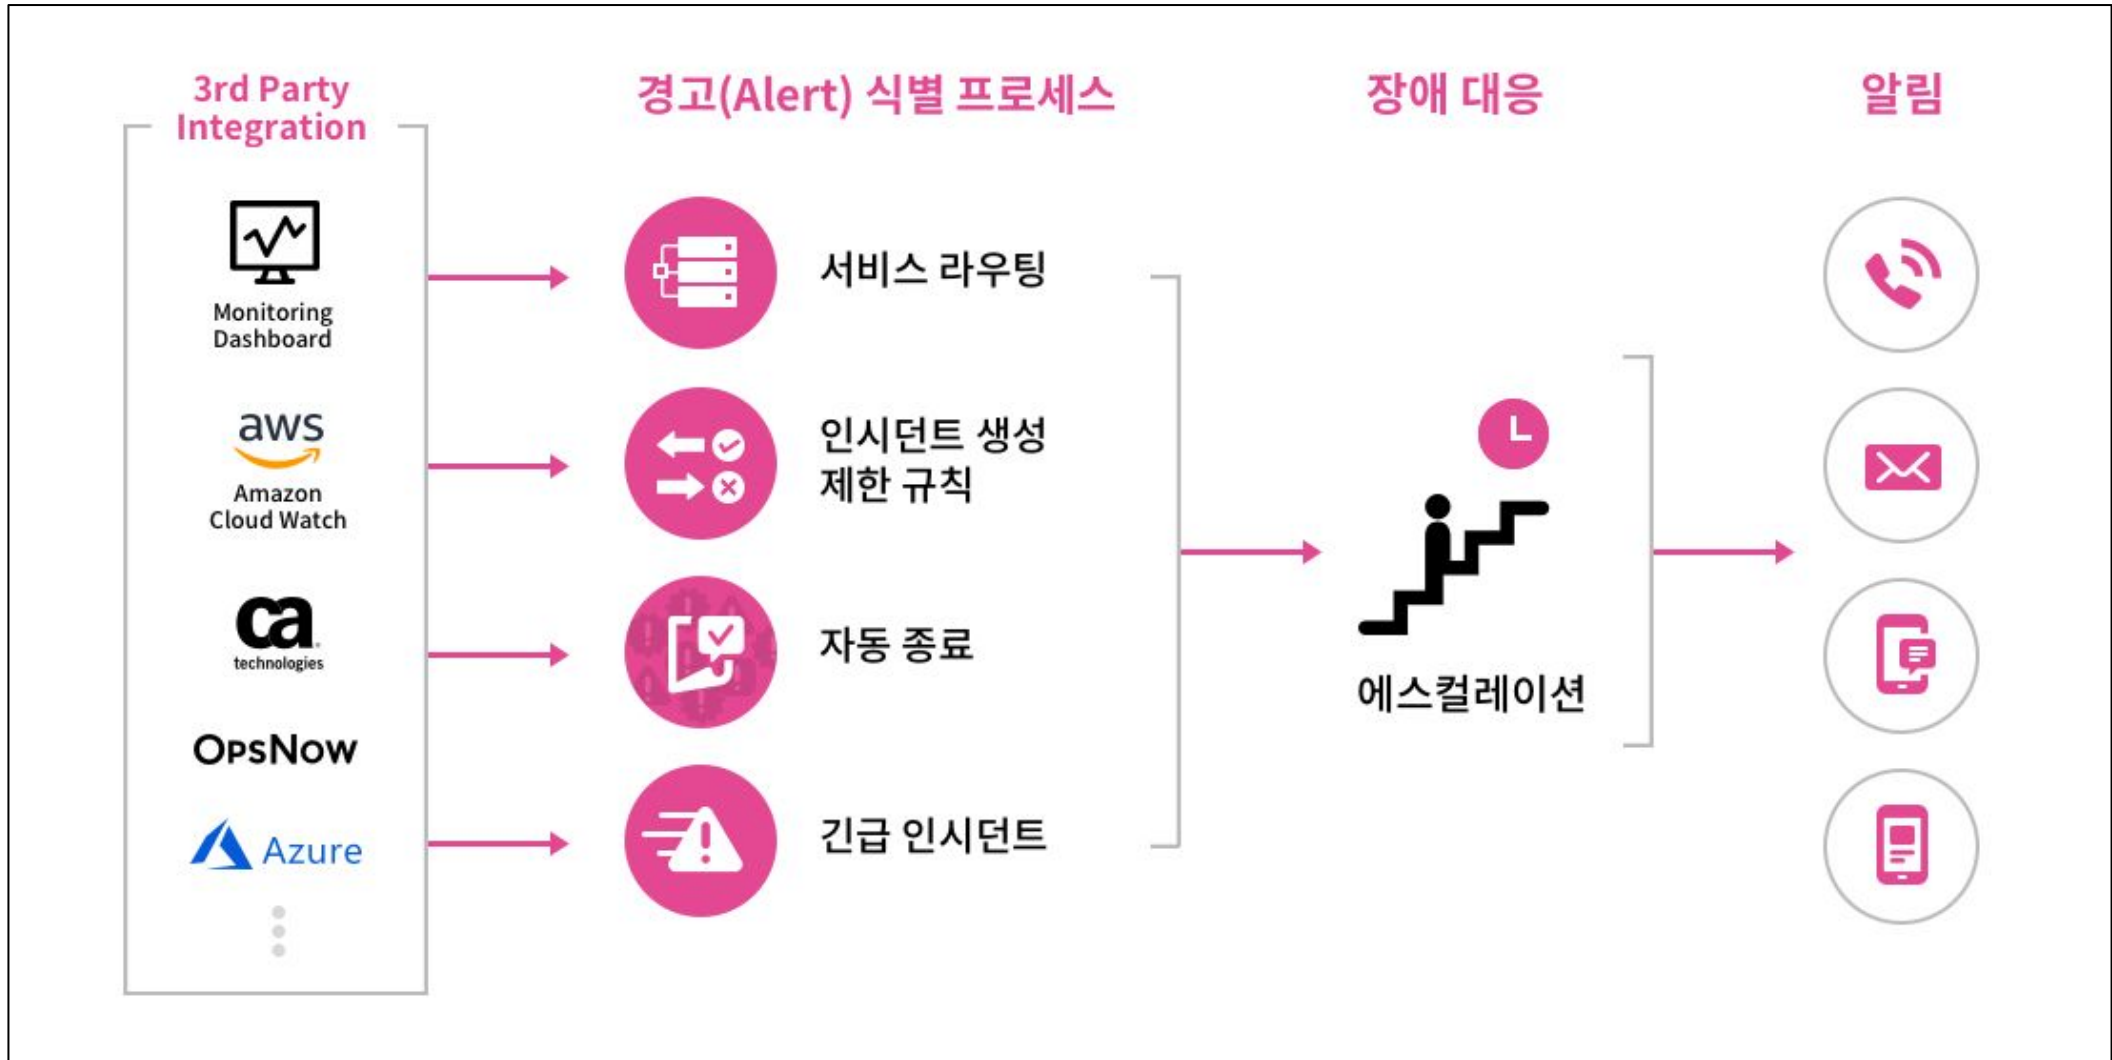 3rd Party
Integration
경고(Alert) 식별 프로세스
장애 대응
알림
Monitoring
Dashboard
aws
Amazon
Cloud Watch
ca
technologies
OpsNow
Azure
서비스 라우팅
인시던트 생성
제한 규칙
자동 종료
긴급 인시던트
에스컬레이션